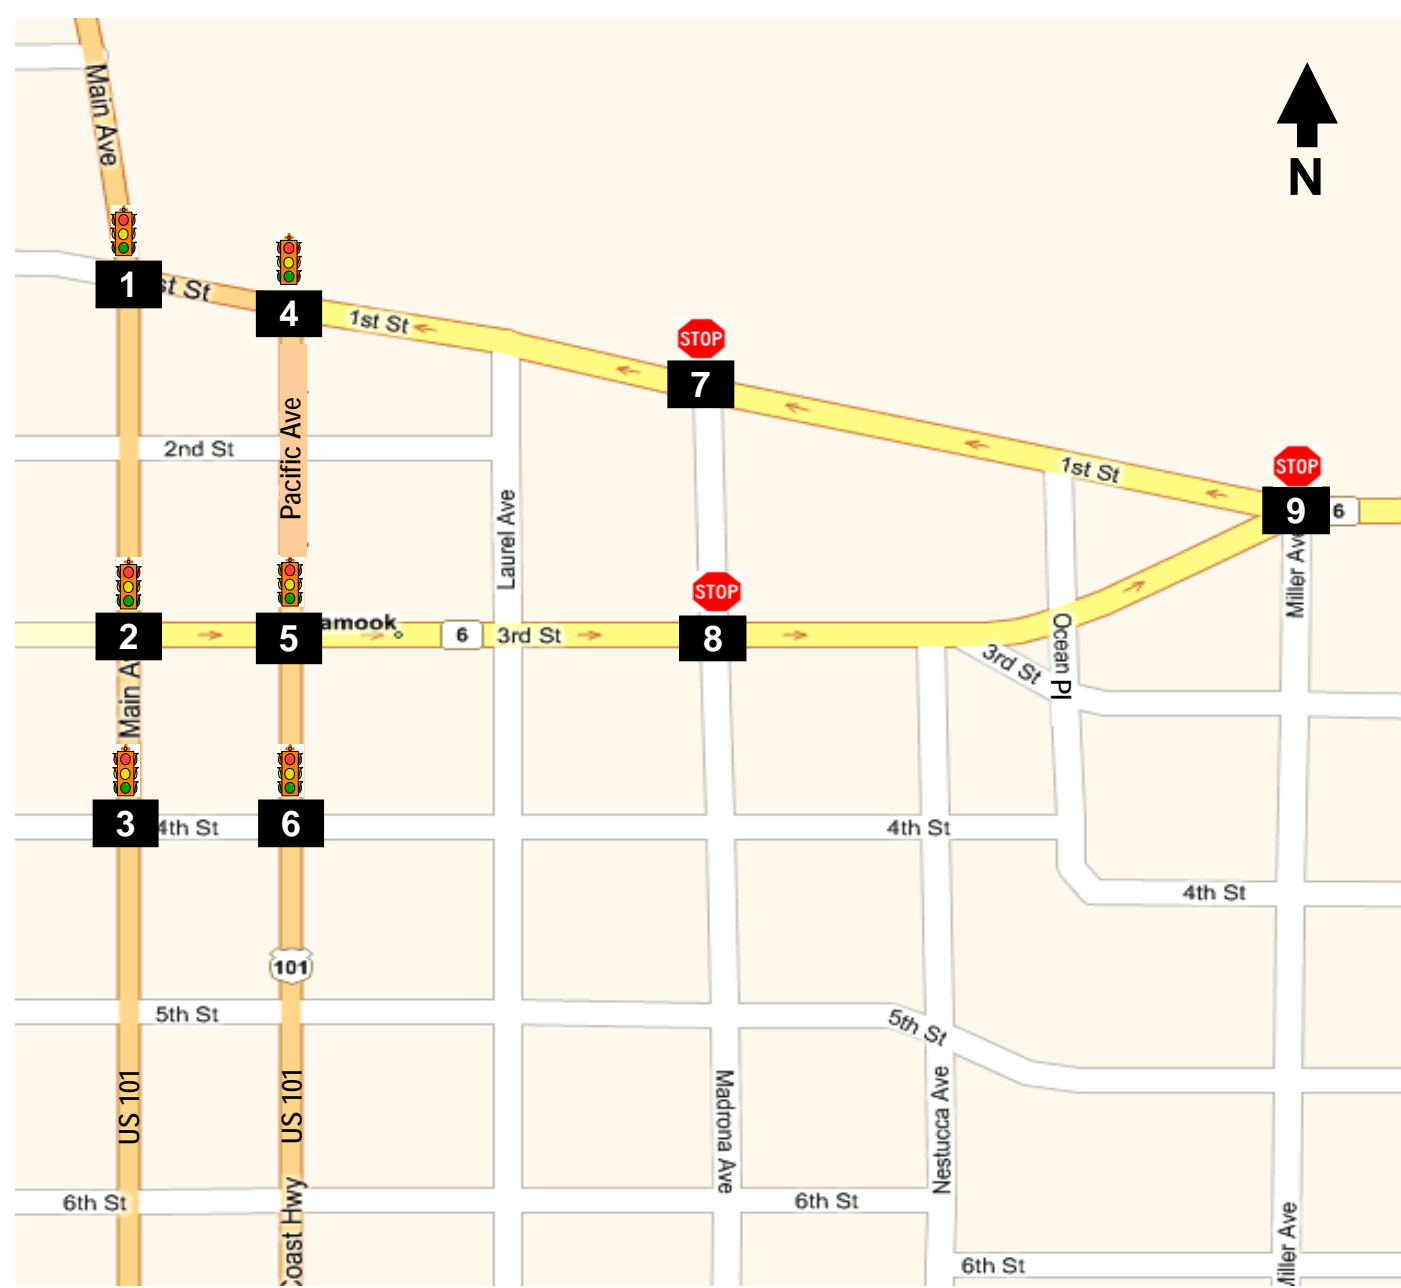 Main Ave
N
1
st St
4
1st St
STOP
7
2nd St
Pacific Ave
Laurel Ave
1st St
STOP
9
6
Miller Ave
STOP
2
5
amook
6
3rd St
8
Main A
3rd St
Ocean Pl
3
4th St
6
4th St
4th St
101
5th St
5th St
US 101
US 101
Madrona Ave
Nestucca Ave
6th St
Coast Hwy
6th St
6th St
Miller Ave